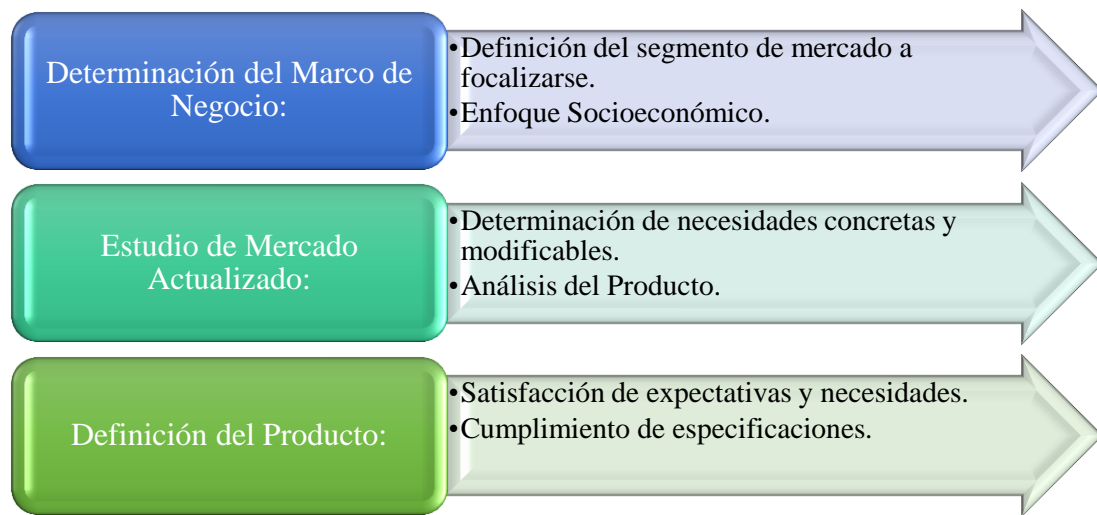 Determinación del Marco de
Negocio:
•Definición del segmento de mercado a
focalizarse.
•Enfoque Socioeconómico.
Estudio de Mercado
Actualizado:
•Determinación de necesidades concretas y
modificables.
•Análisis del Producto.
Definición del Producto:
•Satisfacción de expectativas y necesidades.
•Cumplimiento de especificaciones.